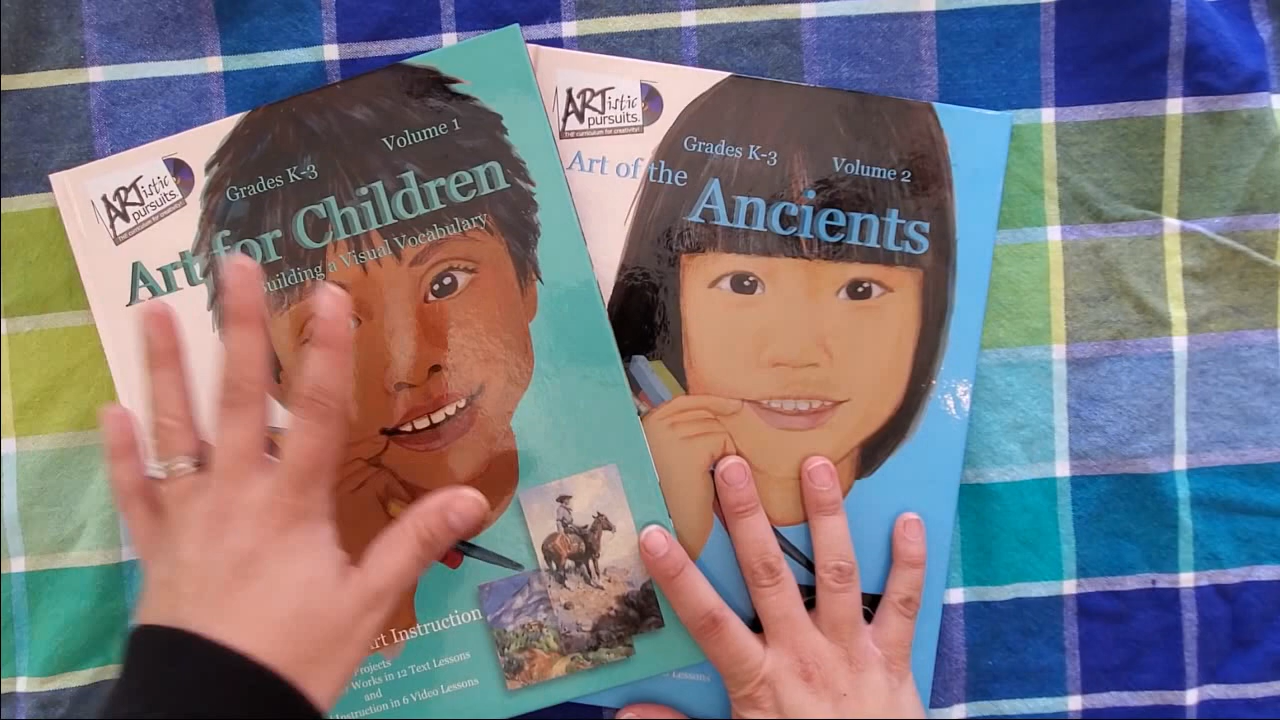 ARTistic
pursuits.
THE curriculum for creativity!
Grades K-3
Volume 1
Art for Children
Building a Visual Vocabulary
Art Instruction
Projects
Works in 12 Text Lessons
and
Instruction in 6 Video Lessons
ARTistic
pursuits.
THE curriculum for creativity!
Grades K-3
Volume 2
Art of the
Ancients
Lessons